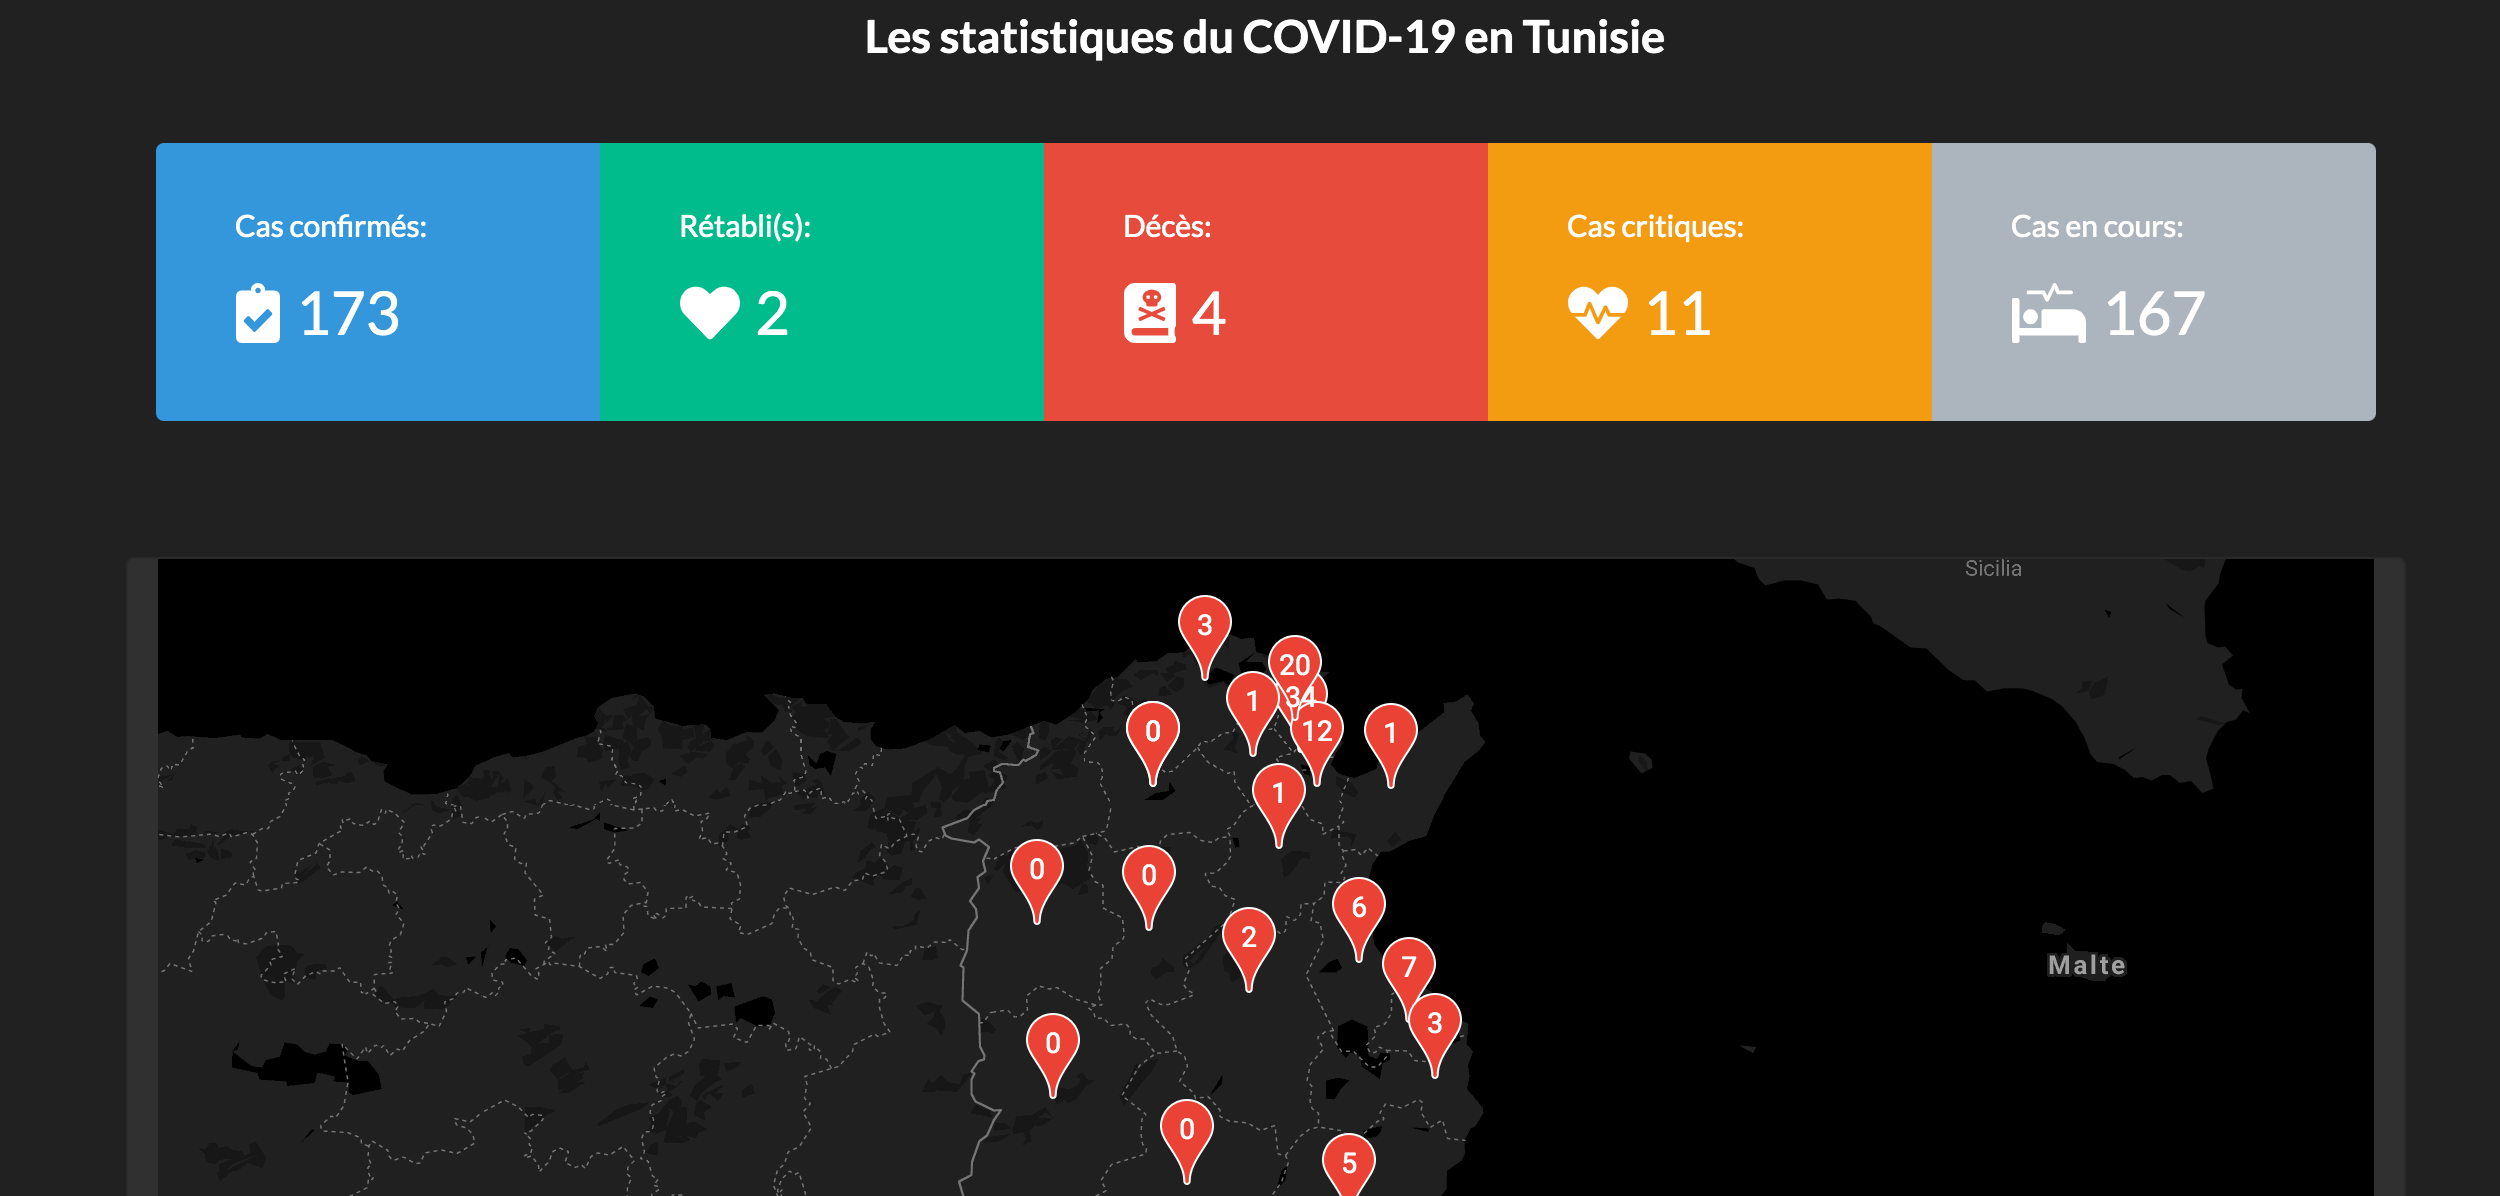 Les statistiques du COVID-19 en Tunisie
Cas confirmés:
173
Rétabli(s):
2
Décès:
4
Cas critiques:
11
Cas en cours:
167
Sicilia
3
20
34
1
12
0
1
1
0
0
6
2
7
3
0
0
5
Malte